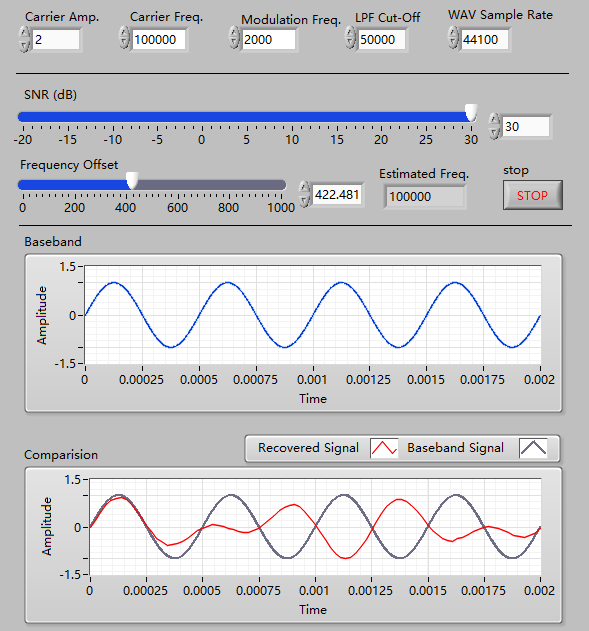 Carrier Amp. Carrier Freq. Modulation Freq. LPF Cut-Off WAV Sample Rate
2 100000 2000 50000 44100
SNR (dB)
-20 -15 -10 -5 0 5 10 15 20 25 30
30
Frequency Offset
0 200 400 600 800 1000
422.481
Estimated Freq.
100000
stop
STOP
Baseband
Amplitude
1.5
0
-1.5
0 0.00025 0.0005 0.00075 0.001 0.00125 0.0015 0.00175 0.002
Time
Comparision
Recovered Signal Baseband Signal
Amplitude
1.5
0
-1.5
0 0.00025 0.0005 0.00075 0.001 0.00125 0.0015 0.00175 0.002
Time